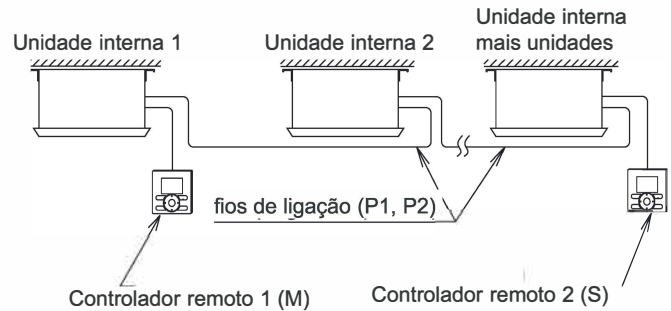 Unidade interna 1
Unidade interna 2
Unidade interna
mais unidades
fios de ligação (P1, P2)
Controlador remoto 1 (M)
Controlador remoto 2 (S)